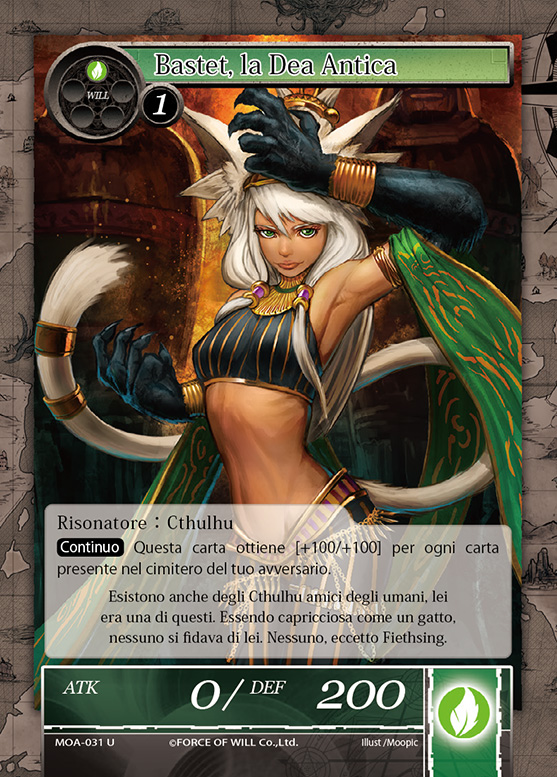 Bastet, la Dea Antica
WILL
1
Risonatore : Cthulhu
Continuo Questa carta ottiene [+100/+100] per ogni carta
presente nel cimitero del tuo avversario.
Esistono anche degli Cthulhu amici degli umani, lei
era una di questi. Essendo capricciosa come un gatto,
nessuno si fidava di lei. Nessuno, eccetto Fiethsing.
ATK 0 / DEF 200
MOA-031 U ©FORCE OF WILL Co.,Ltd. Illust /Moopic